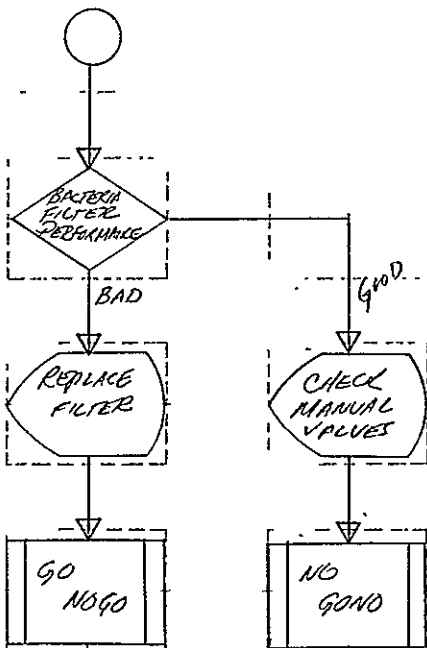 BACTERIA
FILTER
PERFORMANCE
BAD
GOOD
REPLACE
FILTER
CHECK
MANUAL
VALVES
GO
NOGO
NO
GONO